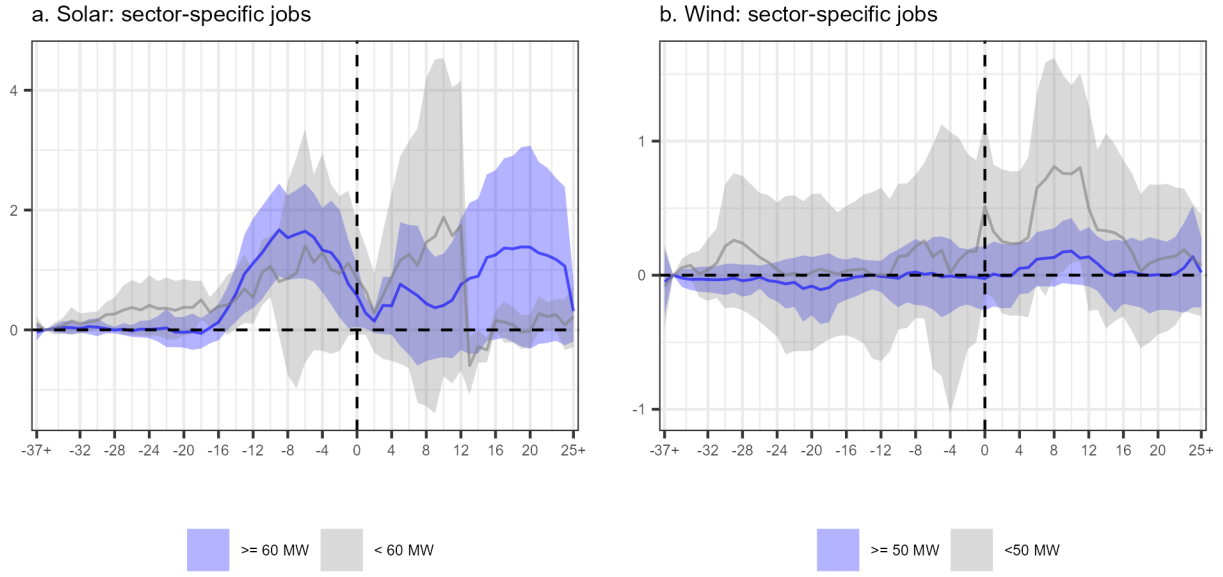 a. Solar: sector-specific jobs
4
2
0
-37+ -32 -28 -24 -20 -16 -12 -8 -4 0 4 8 12 16 20 25+
>= 60 MW < 60 MW
b. Wind: sector-specific jobs
1
0
-1
-37+ -32 -28 -24 -20 -16 -12 -8 -4 0 4 8 12 16 20 25+
>= 50 MW <50 MW